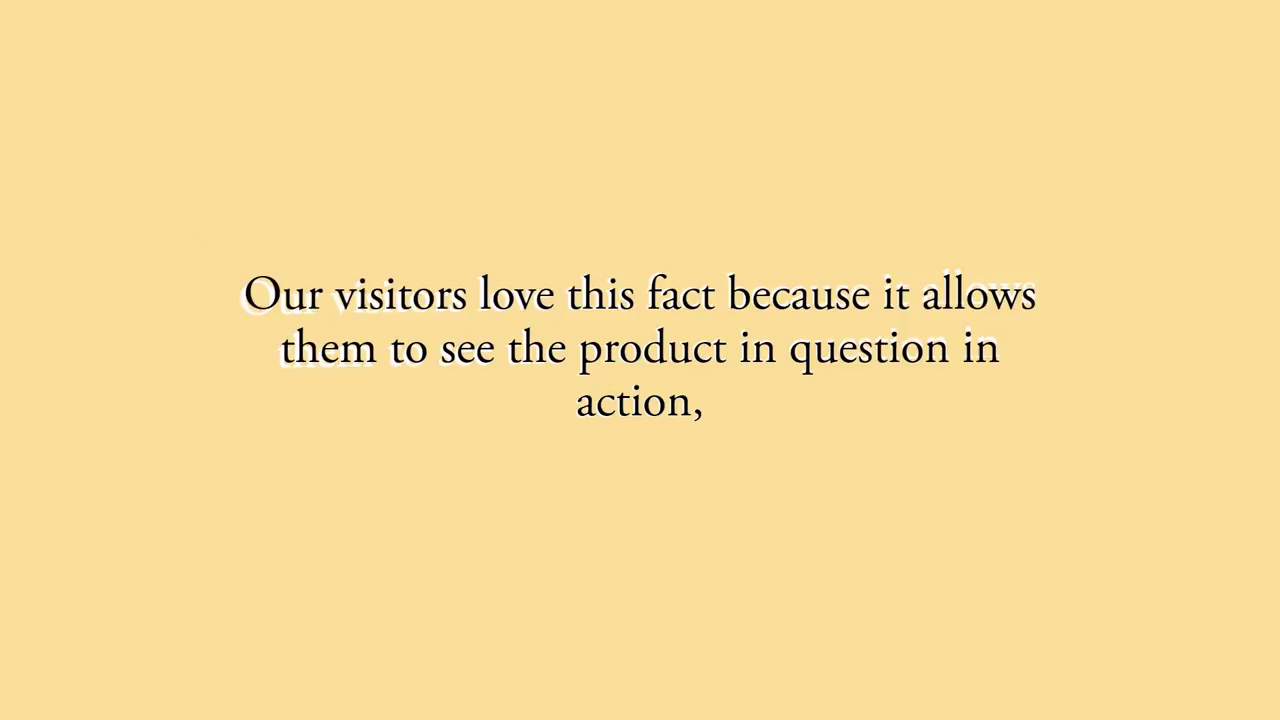 Our visitors love this fact because it allows
them to see the product in question in
action,